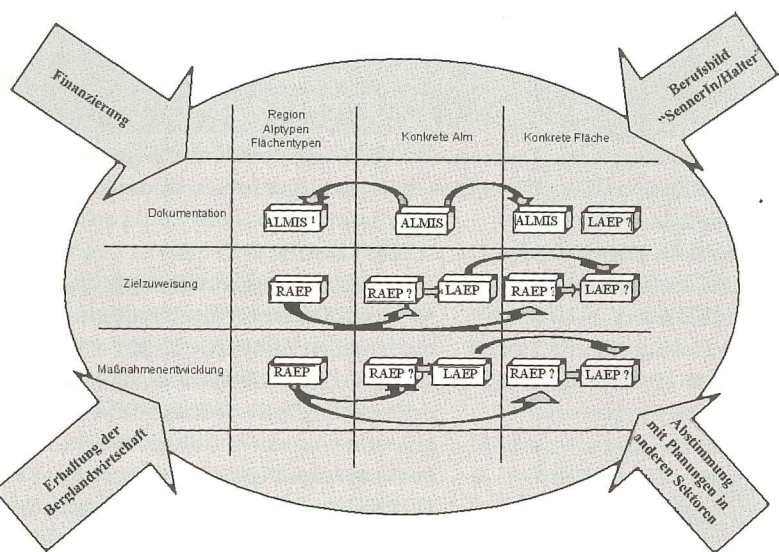 Finanzierung
Berufsbild
"SennerIn/Halter"
Region
Alptypen
Flächentypen
Konkrete Alm
Konkrete Fläche
Dokumentation
ALMIS ¹
ALMIS
ALMIS
LAEP ?
Zielzuweisung
RAEP
RAEP ?
LAEP
RAEP ?
LAEP ?
Maßnahmenentwicklung
RAEP
RAEP ?
LAEP
RAEP ?
LAEP ?
Erhaltung der
Berglandwirtschaft
Abstimmung
mit Planungen in
anderen Sektoren